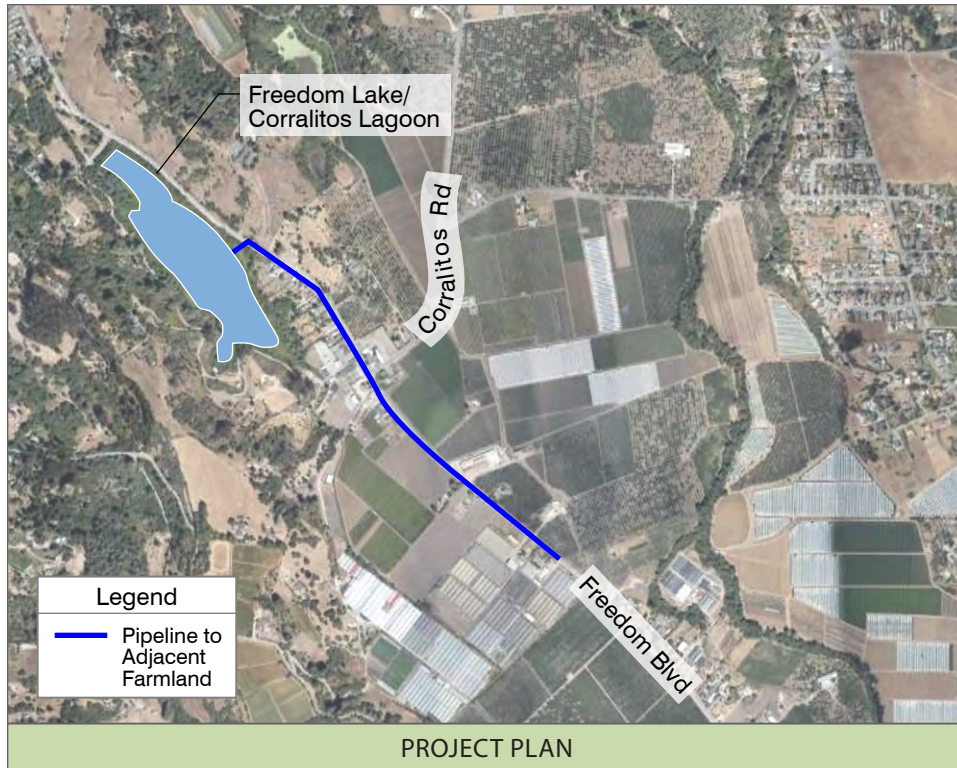 Freedom Lake/
Corralitos Lagoon
Corralitos Rd
Freedom Blvd
Legend
Pipeline to
Adjacent
Farmland
PROJECT PLAN